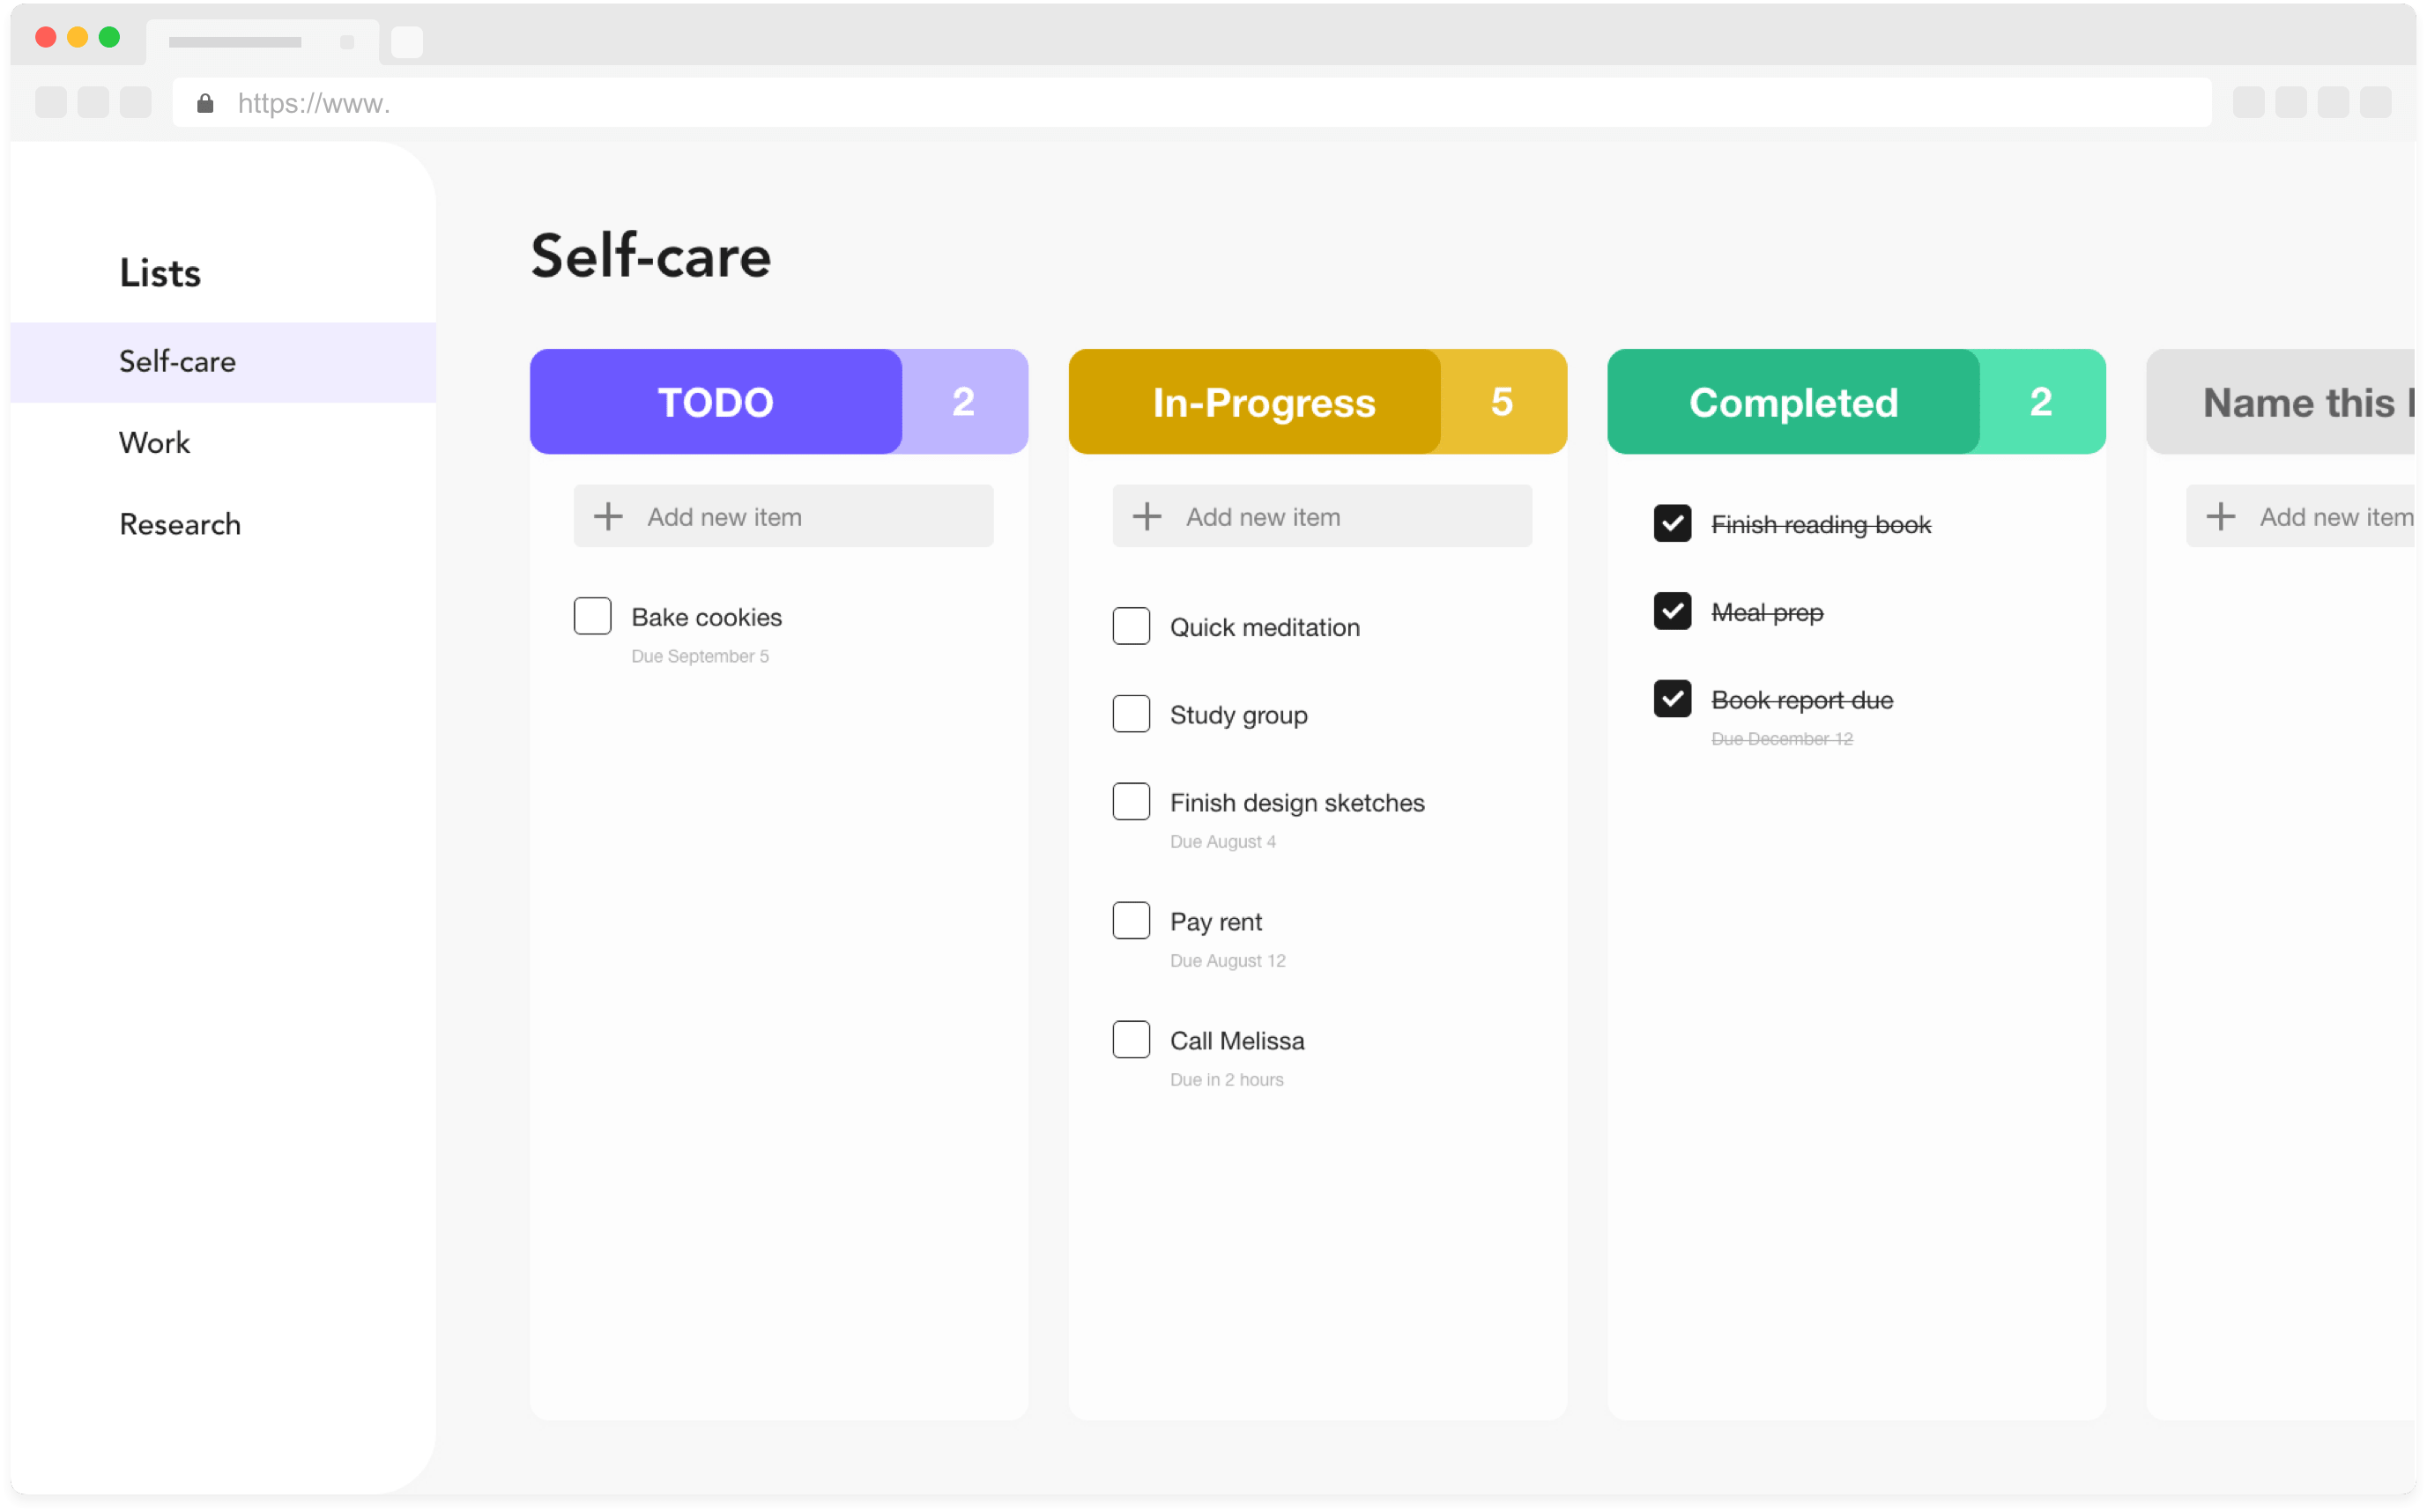 https://www.
Lists
Self-care
Work
Research
Self-care
TODO 2
Add new item
Bake cookies
Due September 5
In-Progress 5
Add new item
Quick meditation
Study group
Finish design sketches
Due August 4
Pay rent
Due August 12
Call Melissa
Due in 2 hours
Completed 2
Finish reading book
Meal prep
Book report due
Due December 12
Name this
Add new item